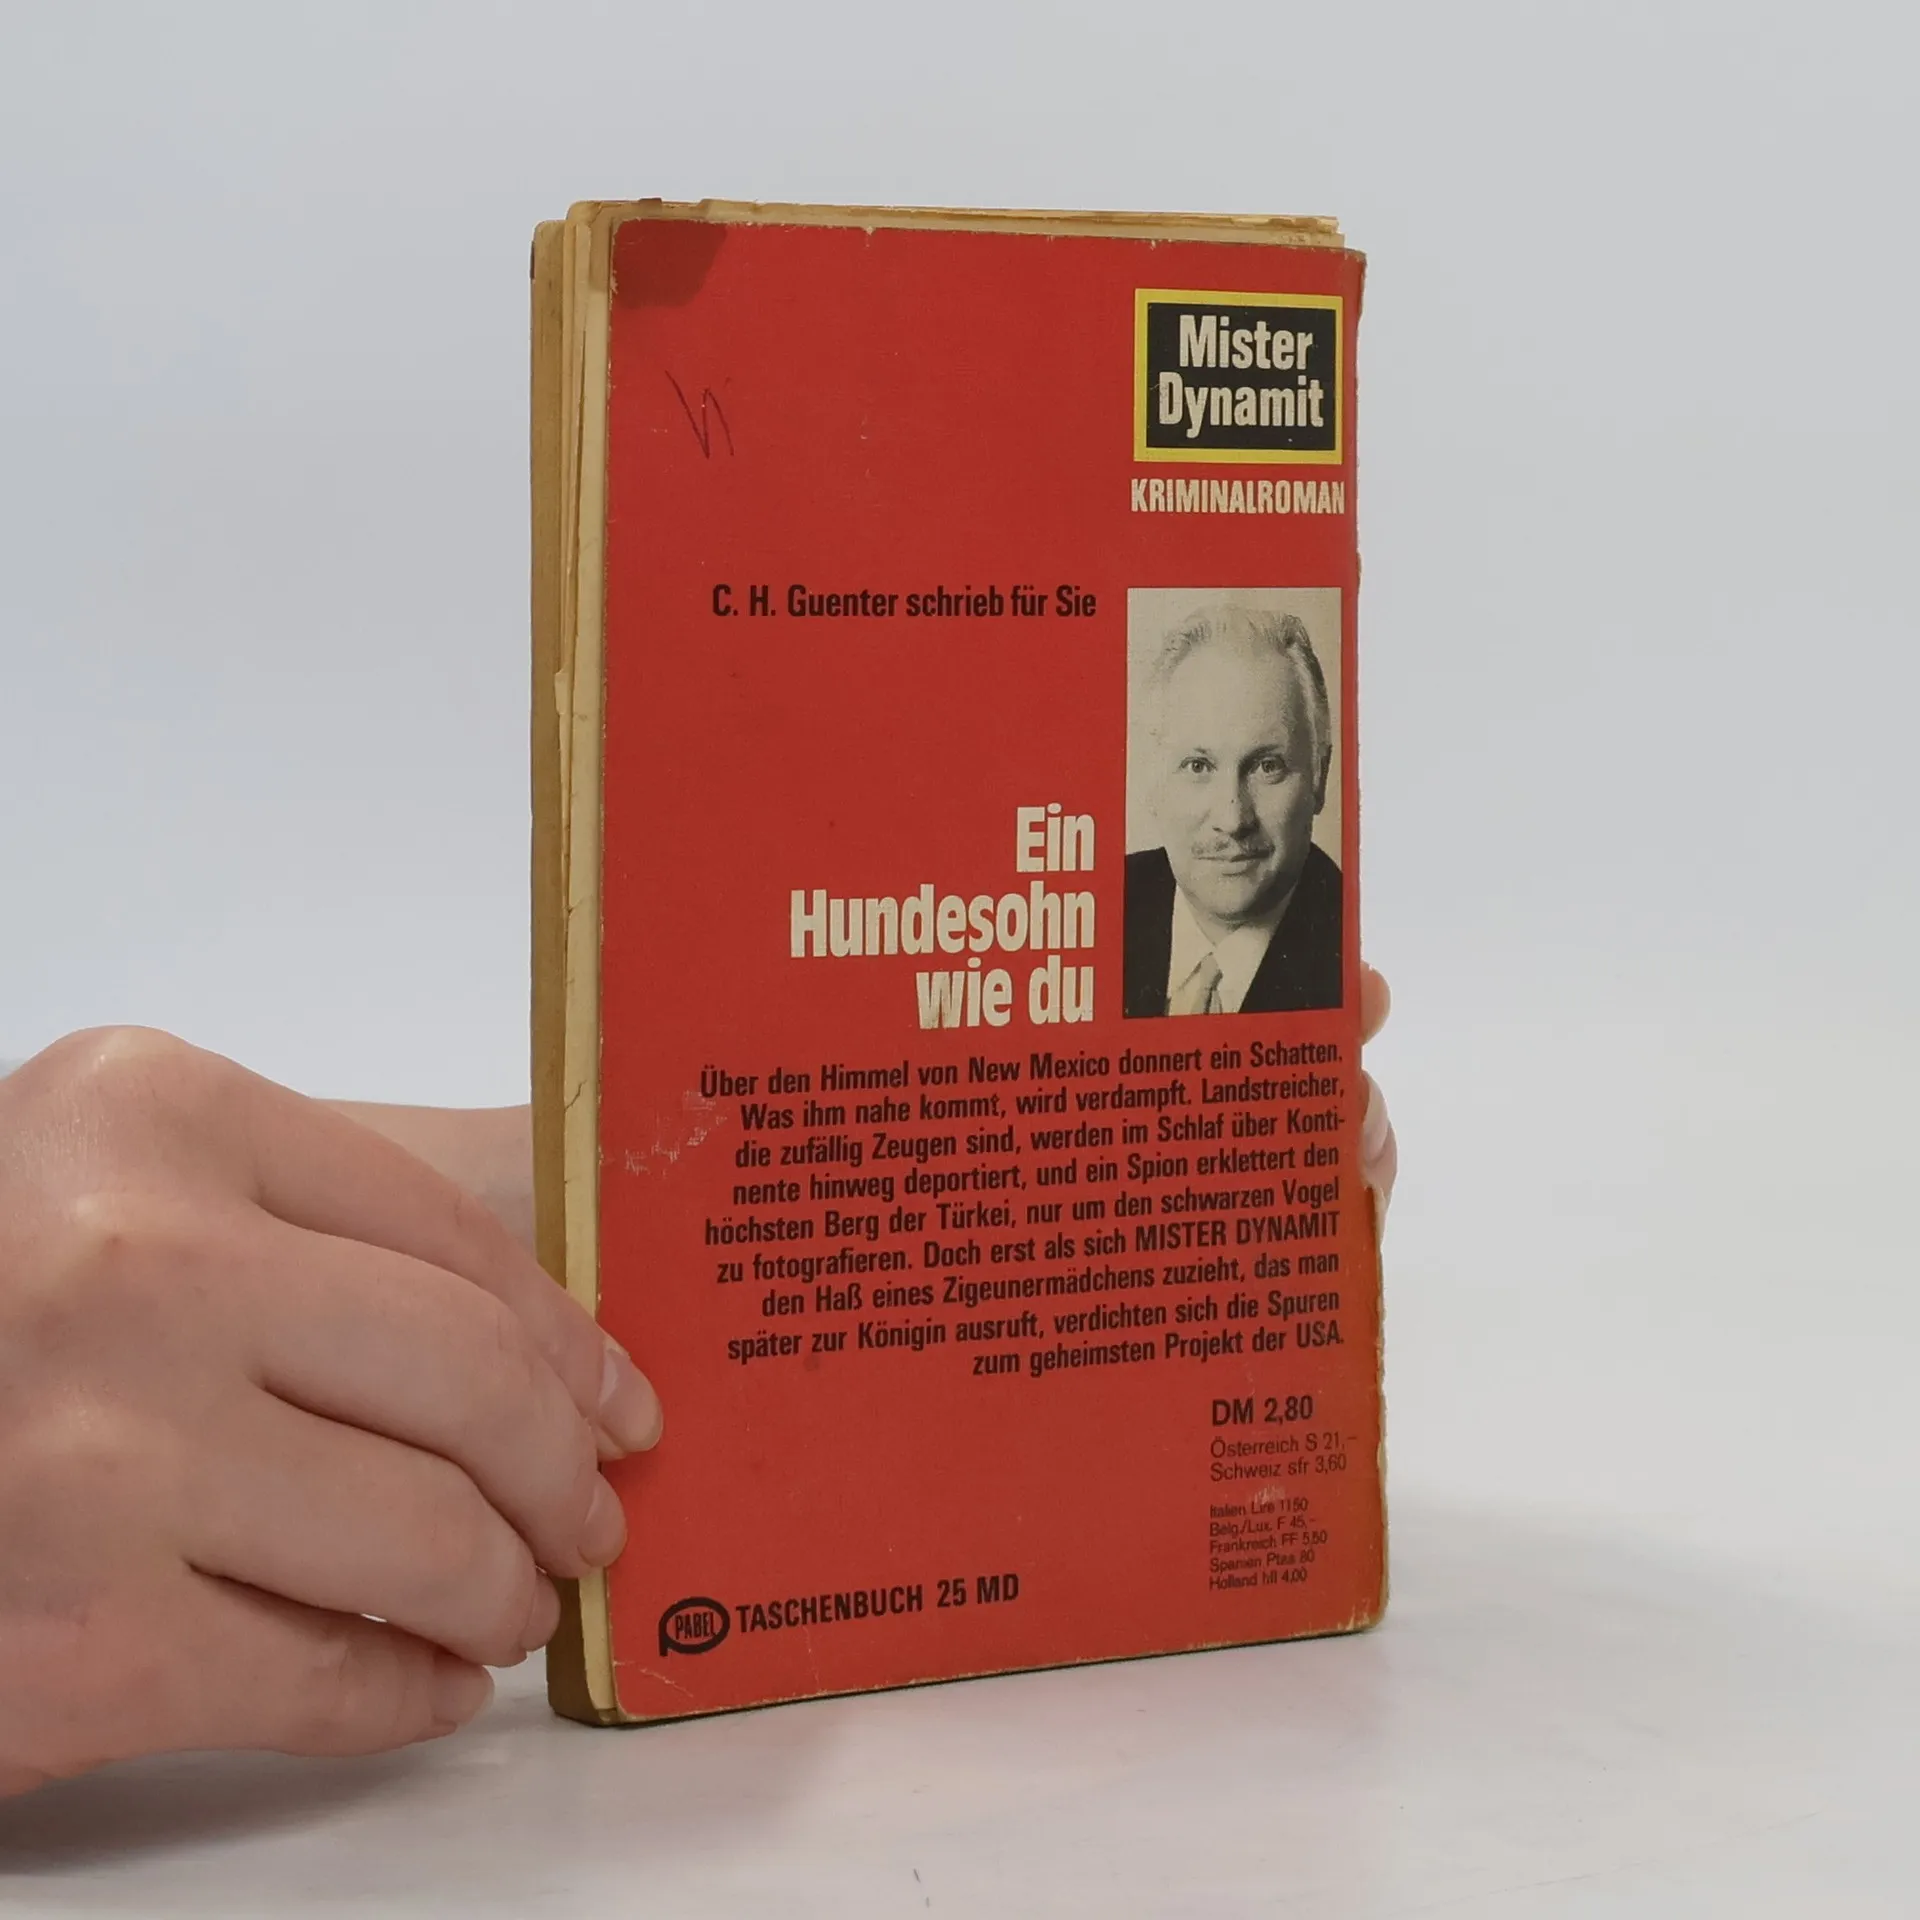 Mister
Dynamit
KRIMINALROMAN
C. H. Guenter schrieb für Sie
Ein
Hundesohn
wie du
Über den Himmel von New Mexico donnert ein Schatten.
Was ihm nahe kommt, wird verdampft. Landstreicher,
die zufällig Zeugen sind, werden im Schlaf über Konti-
nente hinweg deportiert, und ein Spion erklettert den
höchsten Berg der Türkei, nur um den schwarzen Vogel
zu fotografieren. Doch erst als sich MISTER DYNAMIT
den Haß eines Zigeunermädchens zuzieht, das man
später zur Königin ausruft, verdichten sich die Spuren
zum geheimsten Projekt der USA.
DM 2,80
Österreich S 21,–
Schweiz sfr 3,60
Italien Lire 1150
Belg./Lux. F 45,–
Frankreich FF 5,50
Spanien Ptas 80
Holland hfl 4,00
PABEL TASCHENBUCH 25 MD